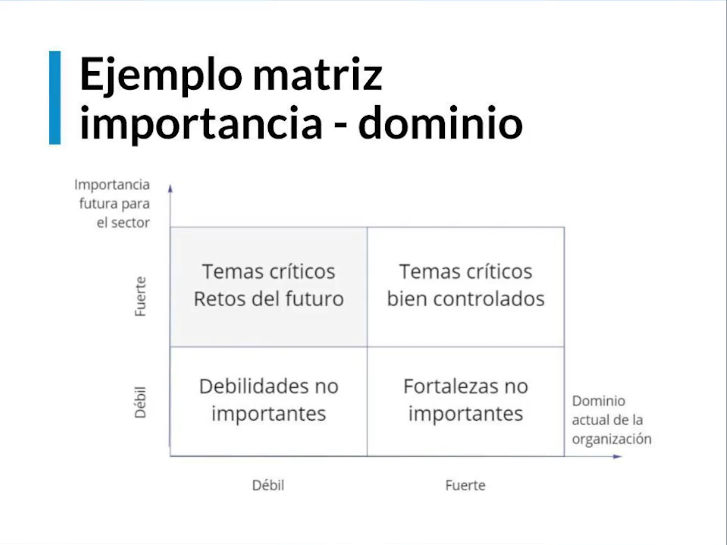 Ejemplo matriz
importancia - dominio
Importancia
futura para
el sector
Fuerte
Temas críticos
Retos del futuro
Temas críticos
bien controlados
Débil
Debilidades no
importantes
Fortalezas no
importantes
Dominio
actual de la
organización
Débil
Fuerte